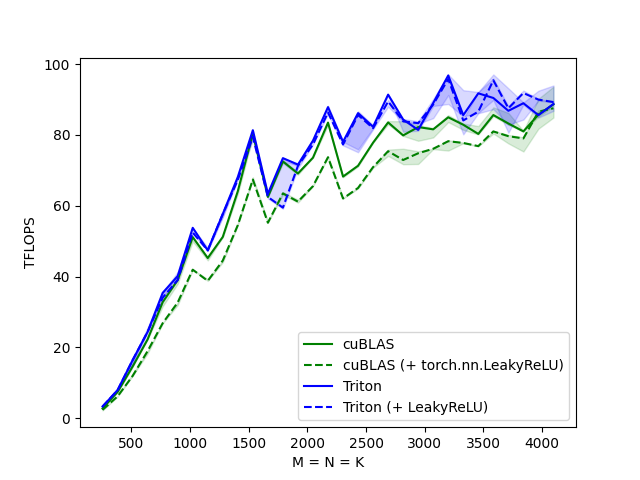 100
80
60
40
20
0
TFLOPS
cuBLAS
cuBLAS (+ torch.nn.LeakyReLU)
Triton
Triton (+ LeakyReLU)
500 1000 1500 2000 2500 3000 3500 4000
M = N = K